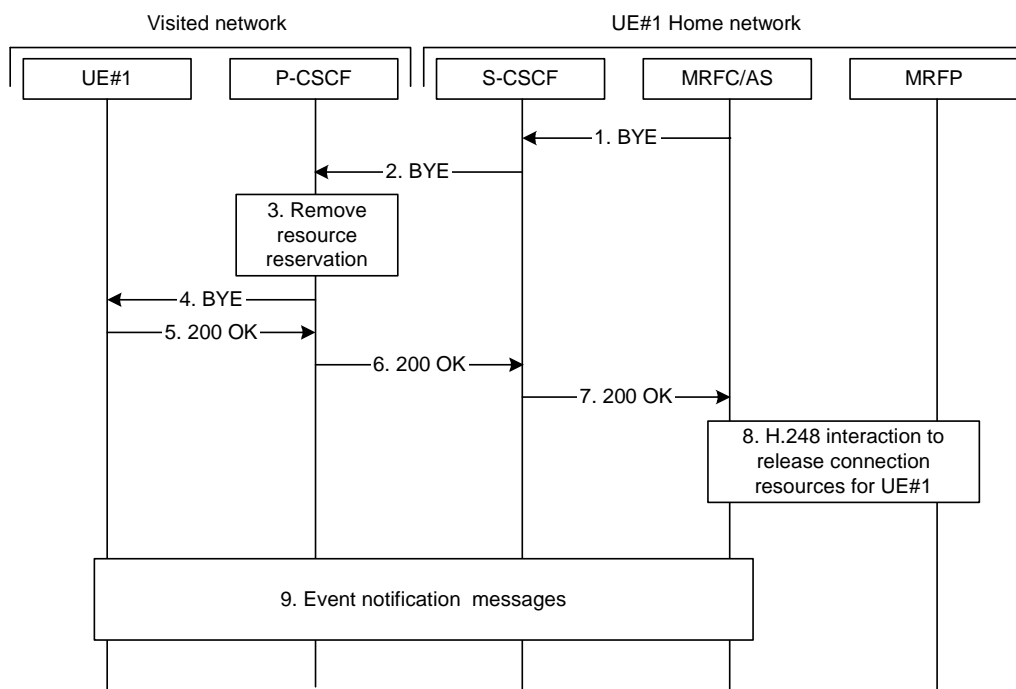 Visited network
UE#1 Home network
UE#1
P-CSCF
S-CSCF
MRFC/AS
MRFP
1. BYE
2. BYE
3. Remove
resource
reservation
4. BYE
5. 200 OK
6. 200 OK
7. 200 OK
8. H.248 interaction to
release connection
resources for UE#1
9. Event notification messages